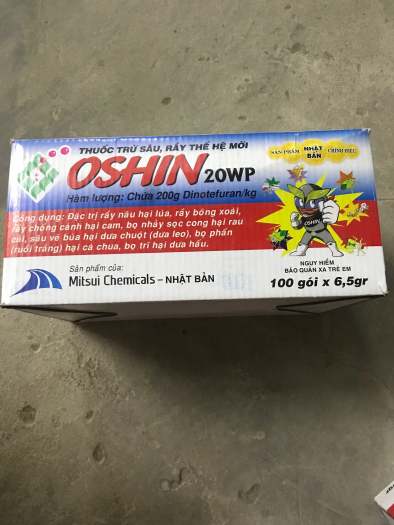 THUỐC TRỪ SÂU, RẦY THẾ HỆ MỚI
OSHIN 20WP
Hàm lượng: Chứa 200g Dinotefuran/kg
SẢN PHẨM NHẬT BẢN CHÍNH HIỆU
Công dụng: Đặc trị rầy nâu hại lúa, rầy bông xoài,
rầy chổng cánh hại cam, bọ nhảy sọc cong hại rau
cải, sâu vẽ bùa hại dưa chuột (dưa leo), bọ phấn
(ruồi trắng) hại cà chua, bọ trĩ hại dưa hấu.
OSHIN
Sản phẩm của:
Mitsui Chemicals – NHẬT BẢN
NGUY HIỂM
BẢO QUẢN XA TRẺ EM
100 gói x 6,5gr